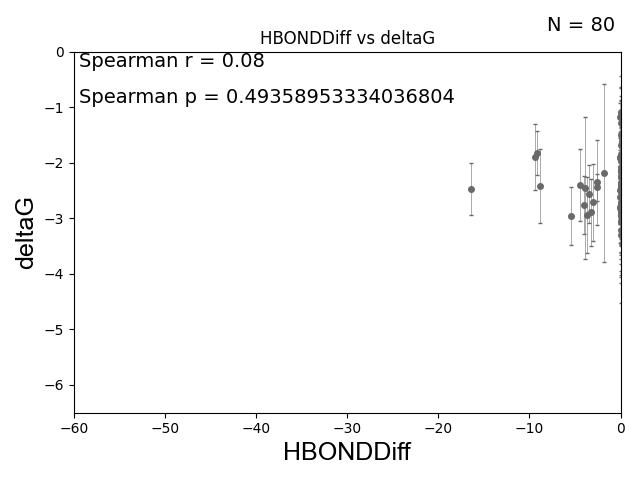 N = 80
HBONDDiff vs deltaG
Spearman r = 0.08
Spearman p = 0.49358953334036804
deltaG
0
−1
−2
−3
−4
−5
−6
−60
−50
−40
−30
−20
−10
0
HBONDDiff